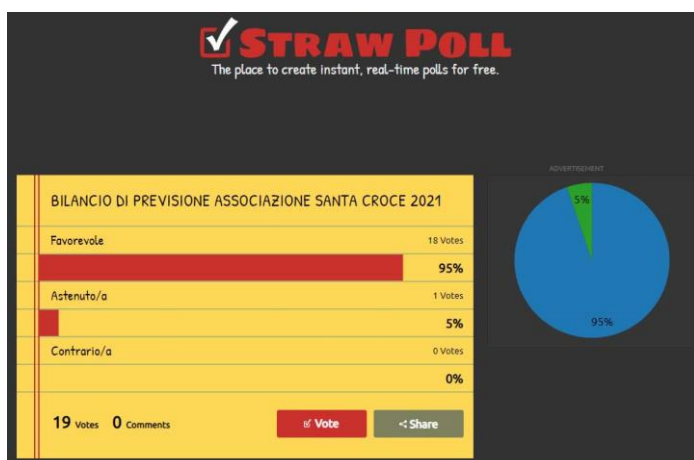 STRAW POLL
The place to create instant, real-time polls for free.
ADVERTISEMENT
BILANCIO DI PREVISIONE ASSOCIAZIONE SANTA CROCE 2021
Favorevole 18 Votes
95%
Astenuto/a 1 Votes
5%
Contrario/a 0 Votes
0%
19 Votes 0 Comments Vote Share
5%
95%